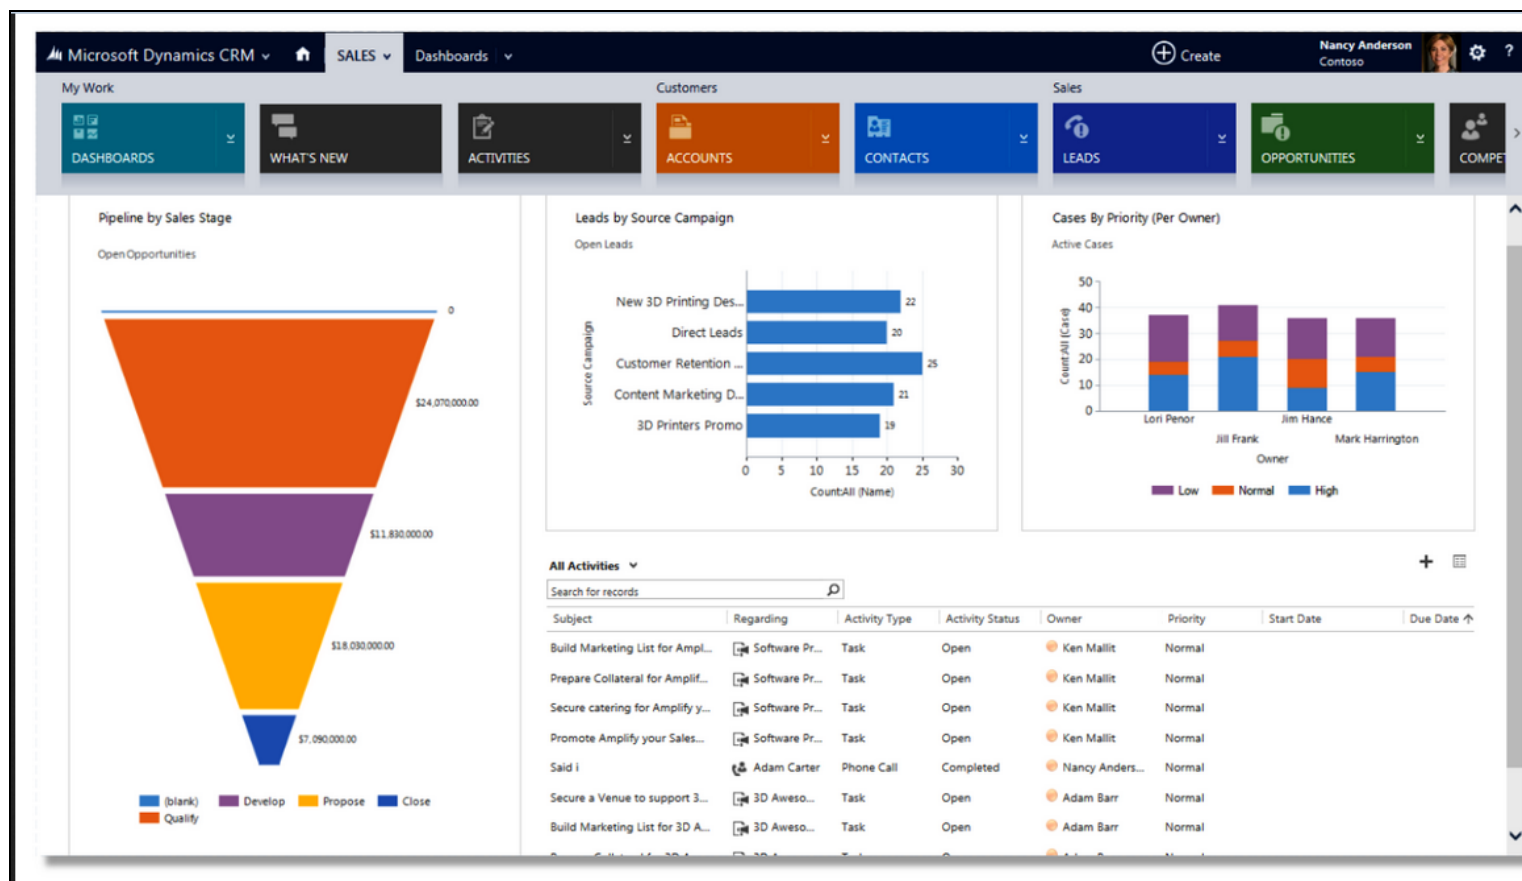 Microsoft Dynamics CRM SALES Dashboards Create Nancy Anderson ?
Contoso
My Work Customers Sales
DASHBOARDS WHAT'S NEW ACTIVITIES ACCOUNTS CONTACTS LEADS OPPORTUNITIES COMPE
Pipeline by Sales Stage
Open Opportunities
0
$24,070,000.00
$11,830,000.00
$18,030,000.00
$7,090,000.00
(blank) Develop Propose Close
Qualify
Leads by Source Campaign
Open Leads
Source Campaign
New 3D Printing Des... 22
Direct Leads 20
Customer Retention ... 25
Content Marketing D... 21
3D Printers Promo 19
0 5 10 15 20 25 30
Count:All (Name)
Cases By Priority (Per Owner)
Active Cases
Count:All (Case)
50
40
30
20
10
0
Lori Penor Jim Hance
Jill Frank Mark Harrington
Owner
Low Normal High
All Activities
Search for records
Subject Regarding Activity Type Activity Status Owner Priority Start Date Due Date
Build Marketing List for Ampl... Software Pr... Task Open Ken Mallit Normal
Prepare Collateral for Amplif... Software Pr... Task Open Ken Mallit Normal
Secure catering for Amplify y... Software Pr... Task Open Ken Mallit Normal
Promote Amplify your Sales... Software Pr... Task Open Ken Mallit Normal
Said i Adam Carter Phone Call Completed Nancy Anders... Normal
Secure a Venue to support 3... 3D Aweso... Task Open Adam Barr Normal
Build Marketing List for 3D A... 3D Aweso... Task Open Adam Barr Normal